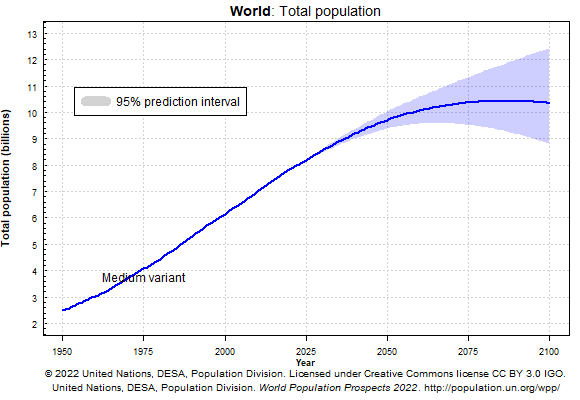 World: Total population
13
12
11
10
9
8
7
6
5
4
3
2
Total population (billions)
95% prediction interval
Medium variant
1950 1975 2000 2025 2050 2075 2100
Year
© 2022 United Nations, DESA, Population Division. Licensed under Creative Commons license CC BY 3.0 IGO.
United Nations, DESA, Population Division. World Population Prospects 2022. http://population.un.org/wpp/